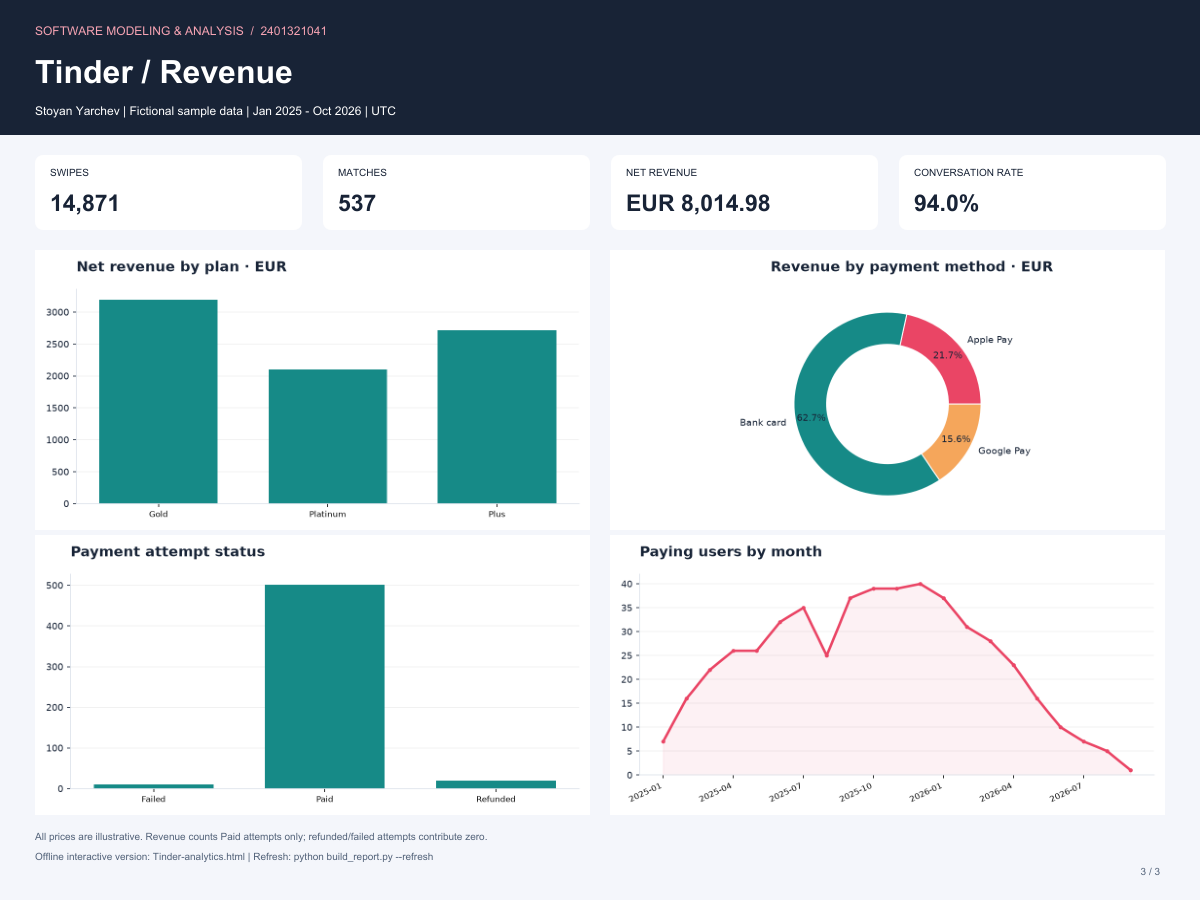 SOFTWARE MODELING & ANALYSIS / 2401321041
Tinder / Revenue
Stoyan Yarchev | Fictional sample data | Jan 2025 - Oct 2026 | UTC
SWIPES
14,871
MATCHES
537
NET REVENUE
EUR 8,014.98
CONVERSATION RATE
94.0%
Net revenue by plan · EUR
3000
2500
2000
1500
1000
500
0
Gold
Platinum
Plus
Revenue by payment method · EUR
Apple Pay
21.7%
Bank card
62.7%
15.6%
Google Pay
Payment attempt status
500
400
300
200
100
0
Failed
Paid
Refunded
Paying users by month
40
35
30
25
20
15
10
5
0
2025-01
2025-04
2025-07
2025-10
2026-01
2026-04
2026-07
All prices are illustrative. Revenue counts Paid attempts only; refunded/failed attempts contribute zero.
Offline interactive version: Tinder-analytics.html | Refresh: python build_report.py --refresh
3 / 3